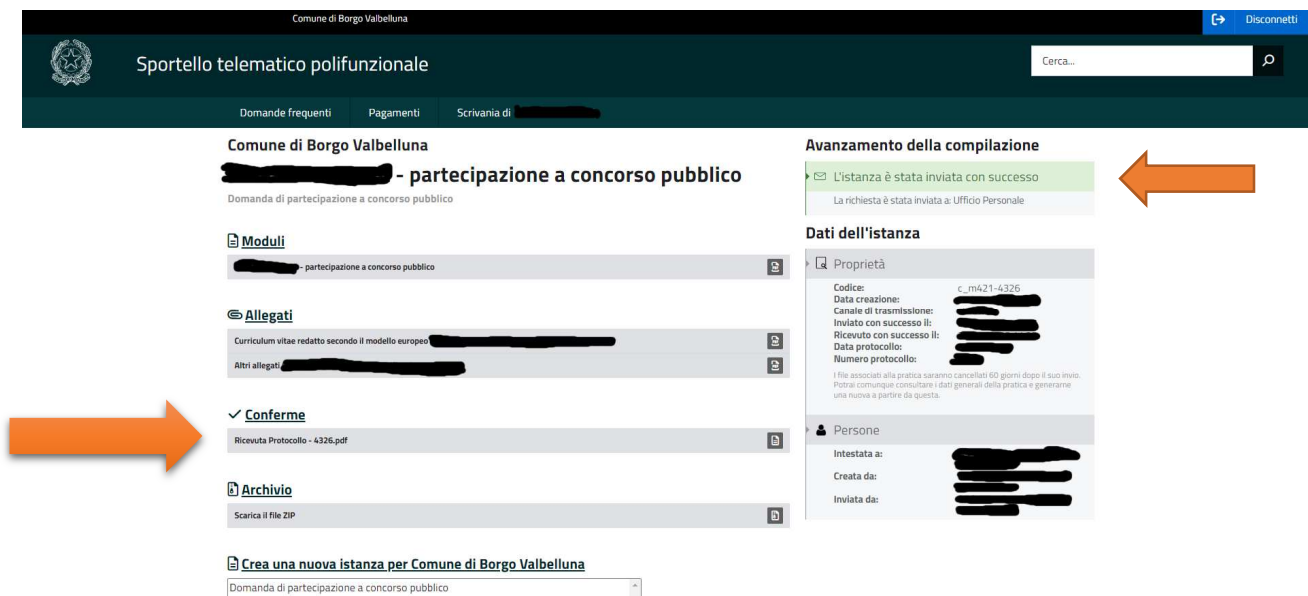 Comune di Borgo Valbelluna
Disconnetti
Sportello telematico polifunzionale
Cerca...
Domande frequenti Pagamenti Scrivania di
Comune di Borgo Valbelluna
- partecipazione a concorso pubblico
Domanda di partecipazione a concorso pubblico
Moduli
- partecipazione a concorso pubblico
Allegati
Curriculum vitae redatto secondo il modello europeo
Altri allegati
Conferme
Ricevuta Protocollo - 4326.pdf
Archivio
Scarica il file ZIP
Crea una nuova istanza per Comune di Borgo Valbelluna
Domanda di partecipazione a concorso pubblico
Avanzamento della compilazione
L'istanza è stata inviata con successo
La richiesta è stata inviata a: Ufficio Personale
Dati dell'istanza
Proprietà
Codice: c_m421-4326
Data creazione:
Canale di trasmissione:
Inviato con successo il:
Ricevuto con successo il:
Data protocollo:
Numero protocollo:
I file associati alla pratica saranno cancellati 60 giorni dopo il suo invio.
Potrai comunque consultare i dati generali della pratica e generarne
una nuova a partire da questa.
Persone
Intestata a:
Creata da:
Inviata da: